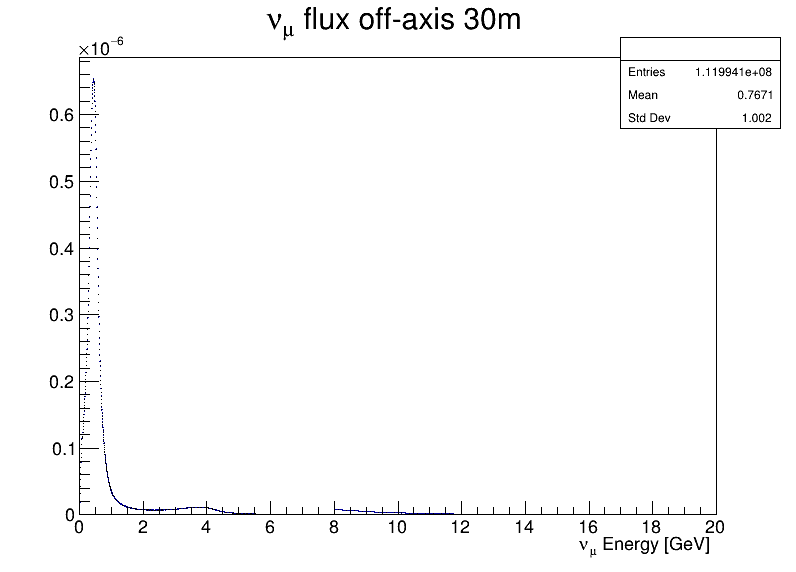 ν_μ flux off-axis 30m
×10⁻⁶
Entries 1.119941e+08
Mean 0.7671
Std Dev 1.002
0.6
0.5
0.4
0.3
0.2
0.1
0
0 2 4 6 8 10 12 14 16 18 20
ν_μ Energy [GeV]